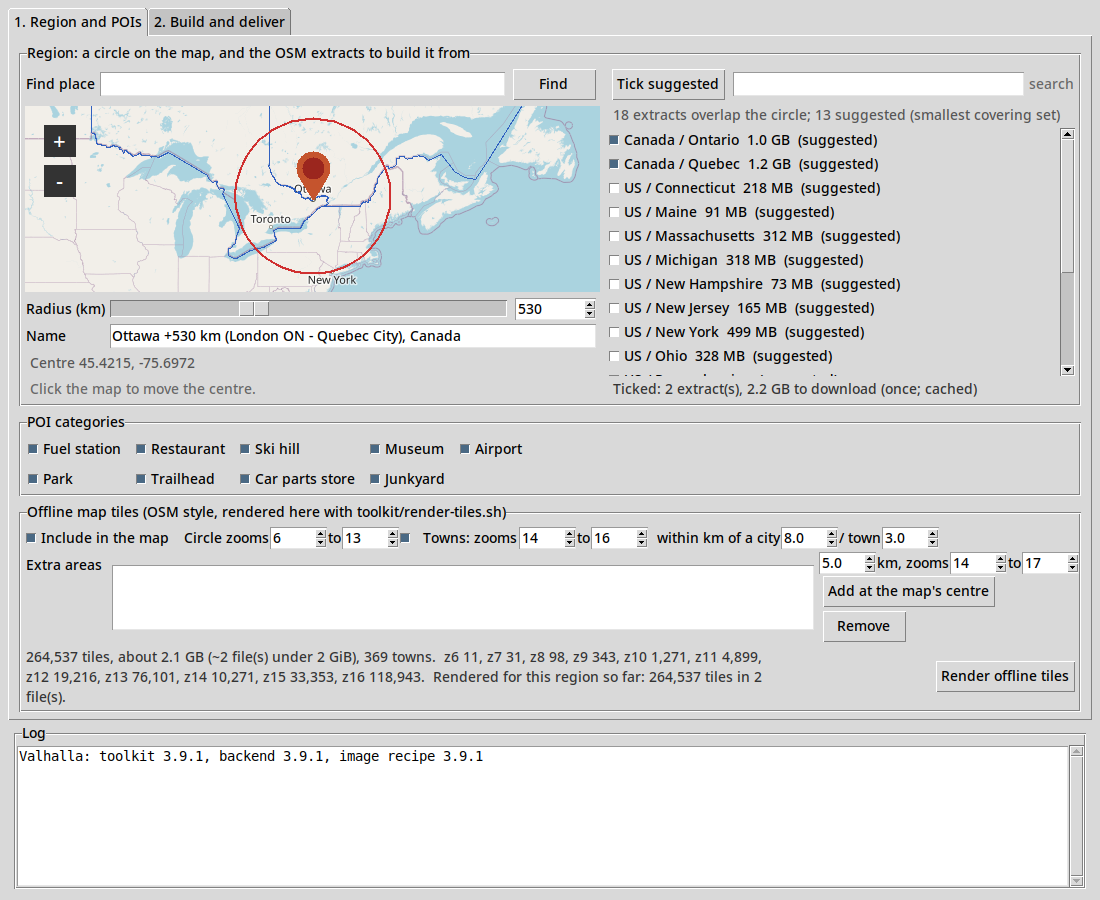 1. Region and POIs
2. Build and deliver
Region: a circle on the map, and the OSM extracts to build it from
Find place
Find
Tick suggested
search
+
-
Ottawa
Toronto
New York
18 extracts overlap the circle; 13 suggested (smallest covering set)
Canada / Ontario 1.0 GB (suggested)
Canada / Quebec 1.2 GB (suggested)
US / Connecticut 218 MB (suggested)
US / Maine 91 MB (suggested)
US / Massachusetts 312 MB (suggested)
US / Michigan 318 MB (suggested)
US / New Hampshire 73 MB (suggested)
US / New Jersey 165 MB (suggested)
US / New York 499 MB (suggested)
US / Ohio 328 MB (suggested)
Radius (km)
530
Name
Ottawa +530 km (London ON - Quebec City), Canada
Centre 45.4215, -75.6972
Click the map to move the centre.
Ticked: 2 extract(s), 2.2 GB to download (once; cached)
POI categories
Fuel station
Restaurant
Ski hill
Museum
Airport
Park
Trailhead
Car parts store
Junkyard
Offline map tiles (OSM style, rendered here with toolkit/render-tiles.sh)
Include in the map Circle zooms 6 to 13 Towns: zooms 14 to 16 within km of a city 8.0 / town 3.0
Extra areas
5.0 km, zooms 14 to 17
Add at the map's centre
Remove
264,537 tiles, about 2.1 GB (~2 file(s) under 2 GiB), 369 towns. z6 11, z7 31, z8 98, z9 343, z10 1,271, z11 4,899,
z12 19,216, z13 76,101, z14 10,271, z15 33,353, z16 118,943. Rendered for this region so far: 264,537 tiles in 2
file(s).
Render offline tiles
Log
Valhalla: toolkit 3.9.1, backend 3.9.1, image recipe 3.9.1